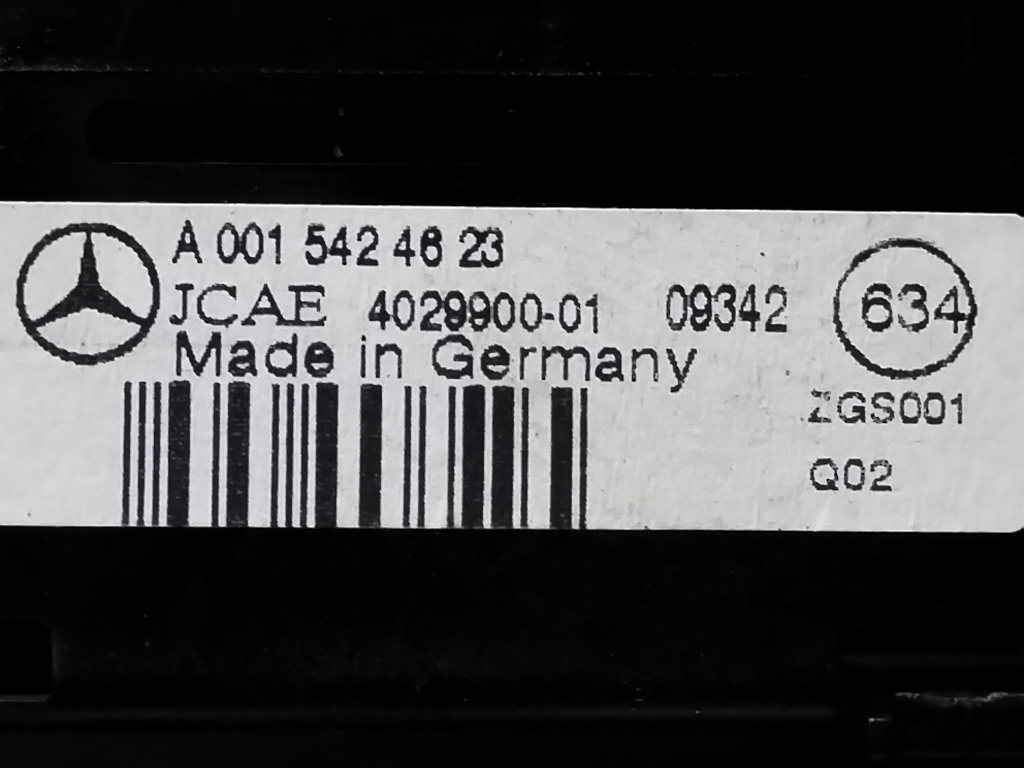 A 001 542 46 23
JCAE 4029900-01 09342 634
Made in Germany
ZGS001
Q02